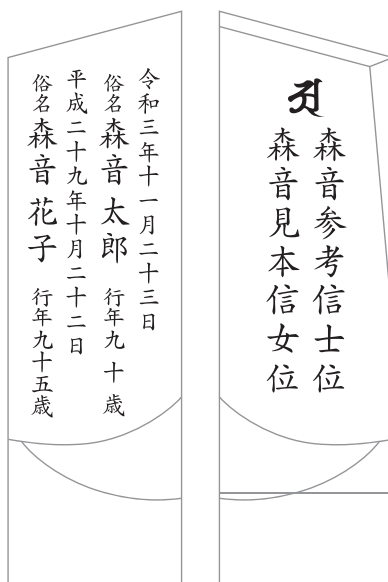 森音参考信士位
森音見本信女位
令和三年十一月二十三日
俗名 森音太郎 行年九十歳
平成二十九年十月二十二日
俗名 森音花子 行年九十五歳